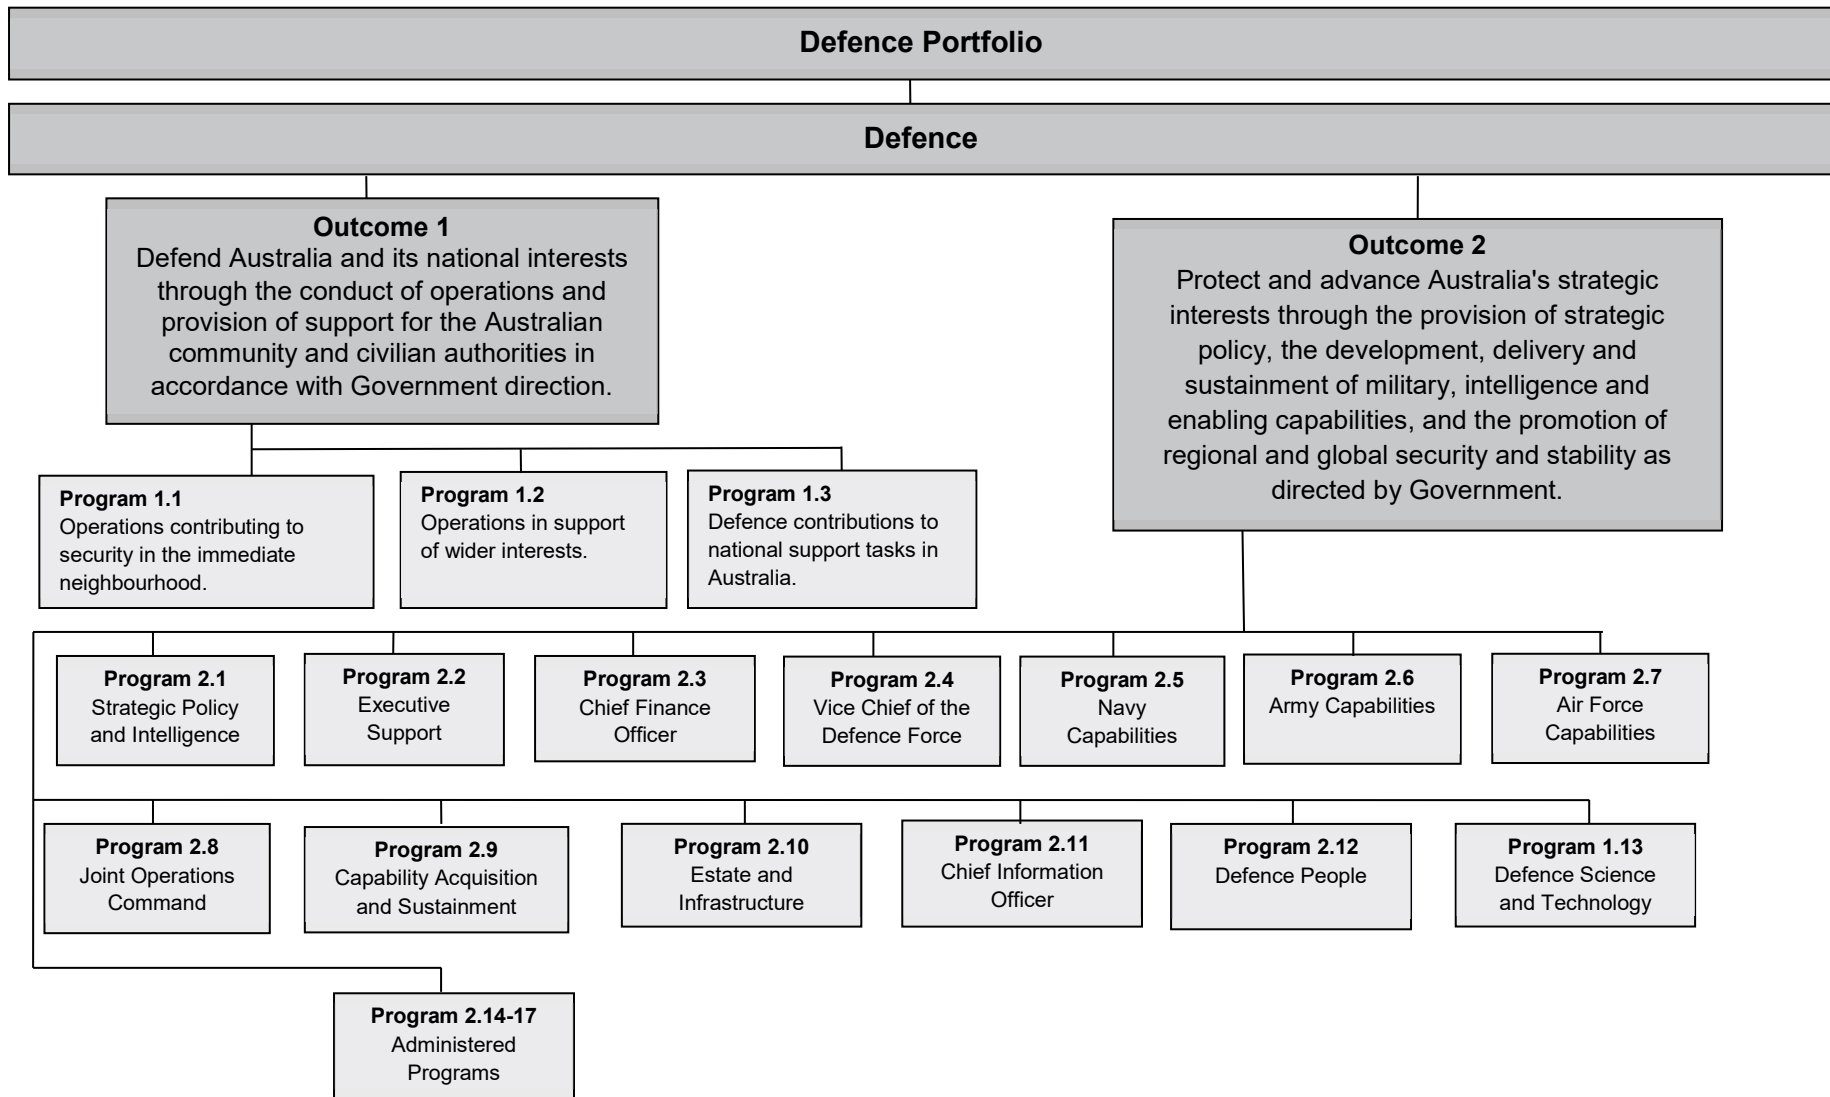 Defence Portfolio
Defence
Outcome 1
Defend Australia and its national interests
through the conduct of operations and
provision of support for the Australian
community and civilian authorities in
accordance with Government direction.
Outcome 2
Protect and advance Australia's strategic
interests through the provision of strategic
policy, the development, delivery and
sustainment of military, intelligence and
enabling capabilities, and the promotion of
regional and global security and stability as
directed by Government.
Program 1.1
Operations contributing to
security in the immediate
neighbourhood.
Program 1.2
Operations in support
of wider interests.
Program 1.3
Defence contributions to
national support tasks in
Australia.
Program 2.1
Strategic Policy
and Intelligence
Program 2.2
Executive
Support
Program 2.3
Chief Finance
Officer
Program 2.4
Vice Chief of the
Defence Force
Program 2.5
Navy
Capabilities
Program 2.6
Army Capabilities
Program 2.7
Air Force
Capabilities
Program 2.8
Joint Operations
Command
Program 2.9
Capability Acquisition
and Sustainment
Program 2.10
Estate and
Infrastructure
Program 2.11
Chief Information
Officer
Program 2.12
Defence People
Program 1.13
Defence Science
and Technology
Program 2.14-17
Administered
Programs